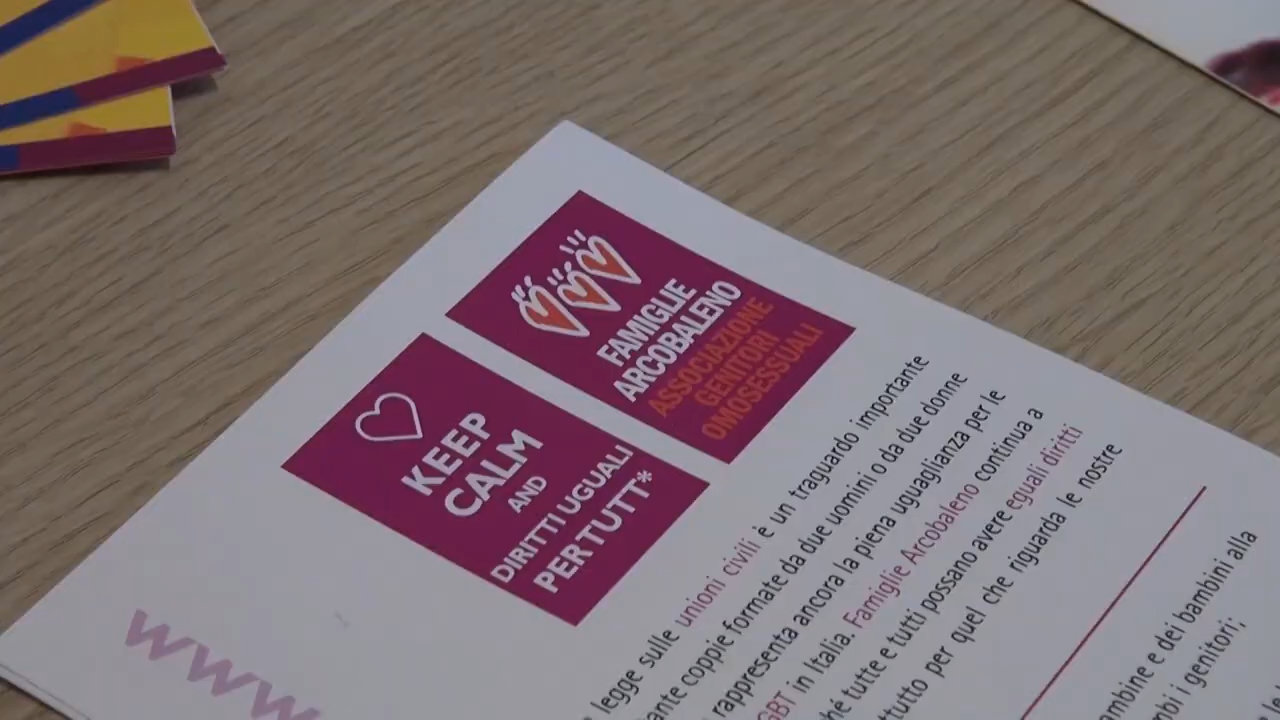 FAMIGLIE
ARCOBALENO
ASSOCIAZIONE
GENITORI
OMOSESSUALI
KEEP
CALM
AND
DIRITTI UGUALI
PER TUTT*
legge sulle unioni civili è un traguardo importante
coppie formate da due uomini o da due donne
rappresenta ancora la piena uguaglianza per le
in Italia. Famiglie Arcobaleno continua a
tutte e tutti possano avere eguali diritti
per quel che riguarda le nostre
e dei bambini alla
i genitori;
www